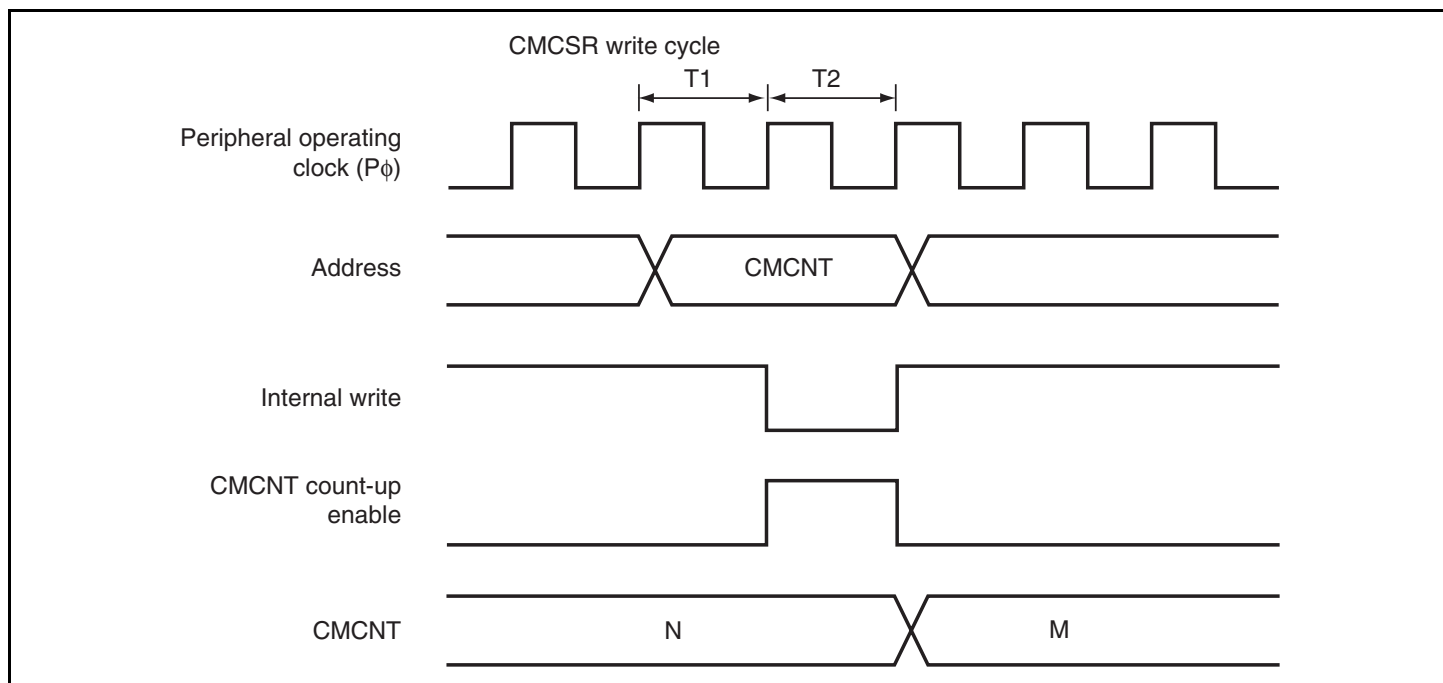 CMCSR write cycle
T1 T2
Peripheral operating
clock (Pϕ)
Address
CMCNT
Internal write
CMCNT count-up
enable
CMCNT
N
M